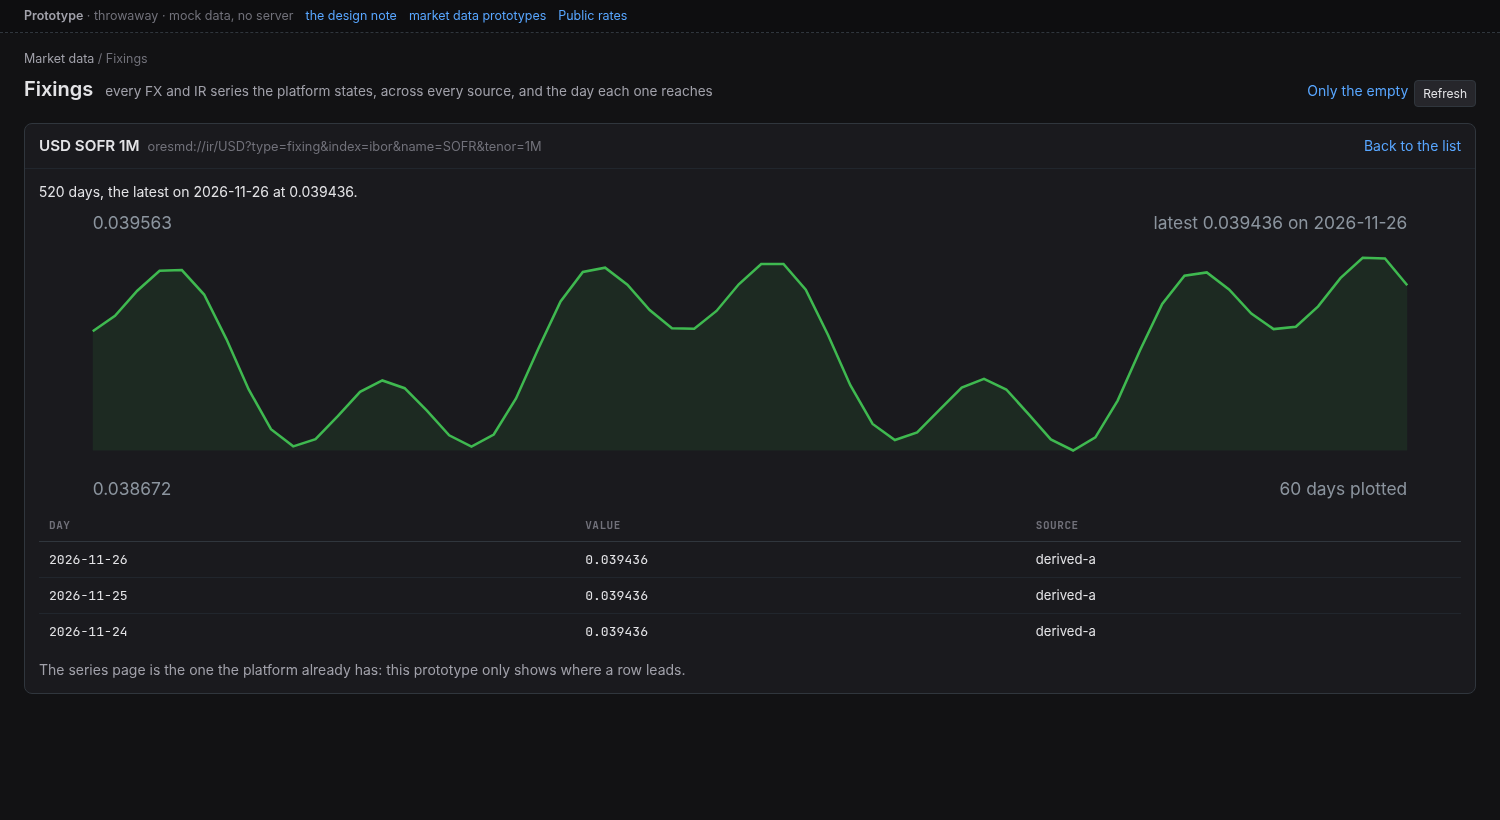 Prototype · throwaway · mock data, no server the design note market data prototypes Public rates
Market data / Fixings
Fixings every FX and IR series the platform states, across every source, and the day each one reaches Only the empty Refresh
USD SOFR 1M oresmd://ir/USD?type=fixing&index=ibor&name=SOFR&tenor=1M Back to the list
520 days, the latest on 2026-11-26 at 0.039436.
0.039563 latest 0.039436 on 2026-11-26
0.038672 60 days plotted
DAY VALUE SOURCE
2026-11-26 0.039436 derived-a
2026-11-25 0.039436 derived-a
2026-11-24 0.039436 derived-a
The series page is the one the platform already has: this prototype only shows where a row leads.